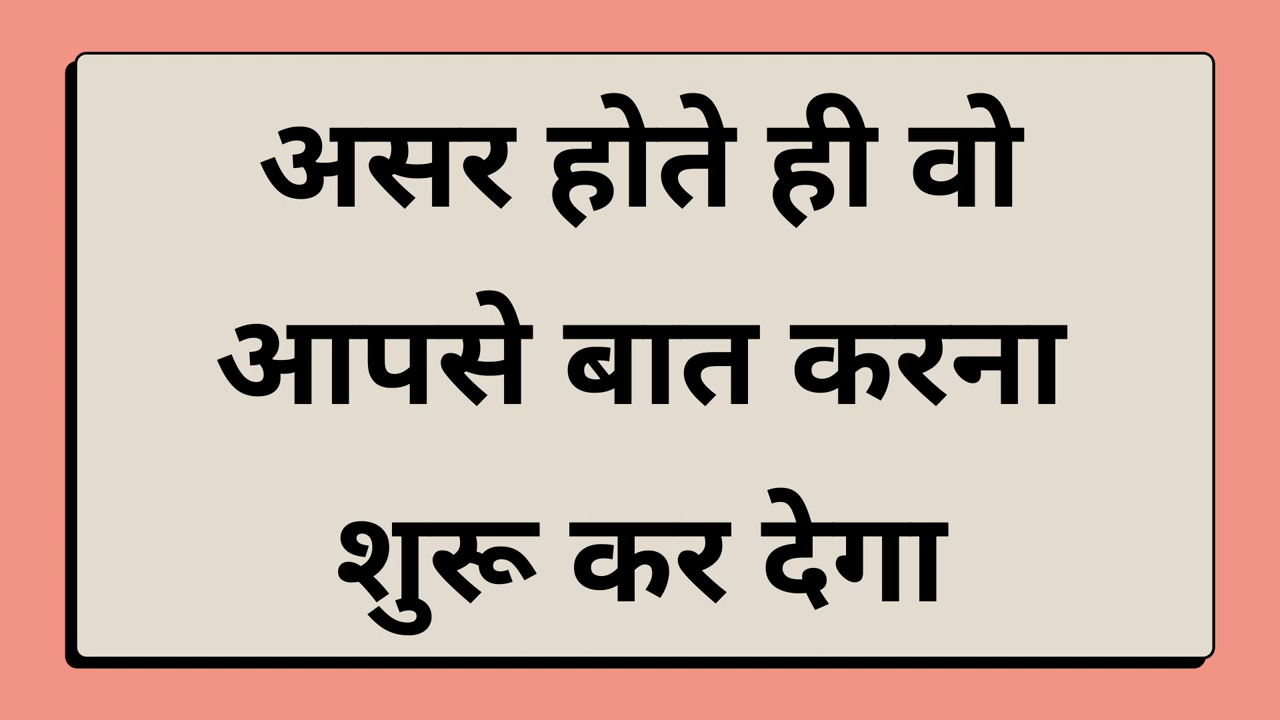 असर होते ही वो
आपसे बात करना
शुरू कर देगा